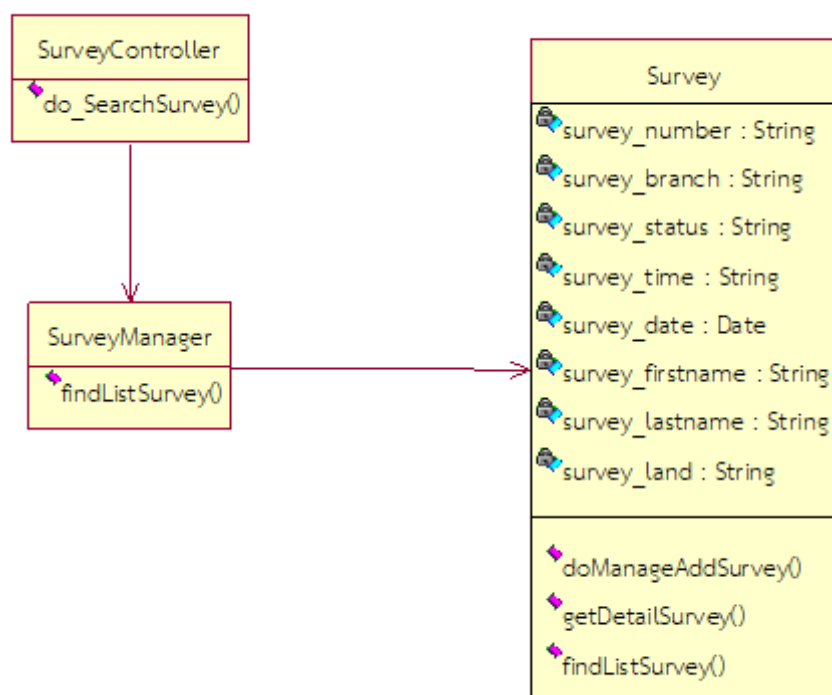 SurveyController
do_SearchSurvey()
SurveyManager
findListSurvey()
Survey
survey_number : String
survey_branch : String
survey_status : String
survey_time : String
survey_date : Date
survey_firstname : String
survey_lastname : String
survey_land : String
doManageAddSurvey()
getDetailSurvey()
findListSurvey()